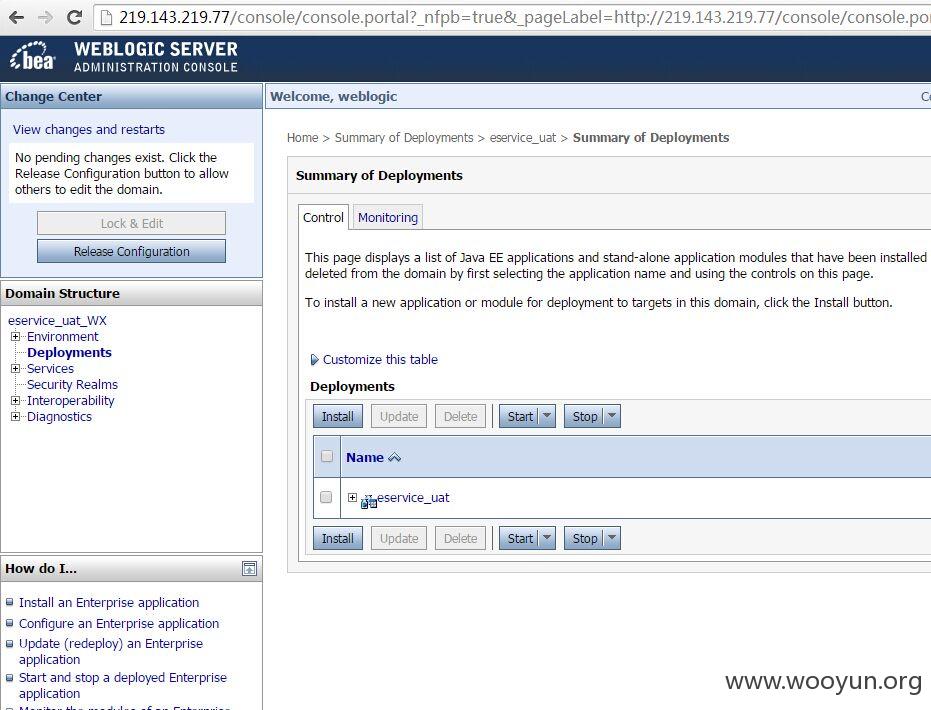 219.143.219.77/console/console.portal?_nfpb=true&_pageLabel=http://219.143.219.77/console/console.po
bea WEBLOGIC SERVER
ADMINISTRATION CONSOLE
Change Center
View changes and restarts
No pending changes exist. Click the
Release Configuration button to allow
others to edit the domain.
Lock & Edit
Release Configuration
Domain Structure
eservice_uat_WX
Environment
Deployments
Services
Security Realms
Interoperability
Diagnostics
How do I...
Install an Enterprise application
Configure an Enterprise application
Update (redeploy) an Enterprise
application
Start and stop a deployed Enterprise
application
Monitor the modules of an Enterprise
Welcome, weblogic
Home > Summary of Deployments > eservice_uat > Summary of Deployments
Summary of Deployments
Control Monitoring
This page displays a list of Java EE applications and stand-alone application modules that have been installed
deleted from the domain by first selecting the application name and using the controls on this page.
To install a new application or module for deployment to targets in this domain, click the Install button.
Customize this table
Deployments
Install Update Delete Start Stop
Name
eservice_uat
Install Update Delete Start Stop
www.wooyun.org